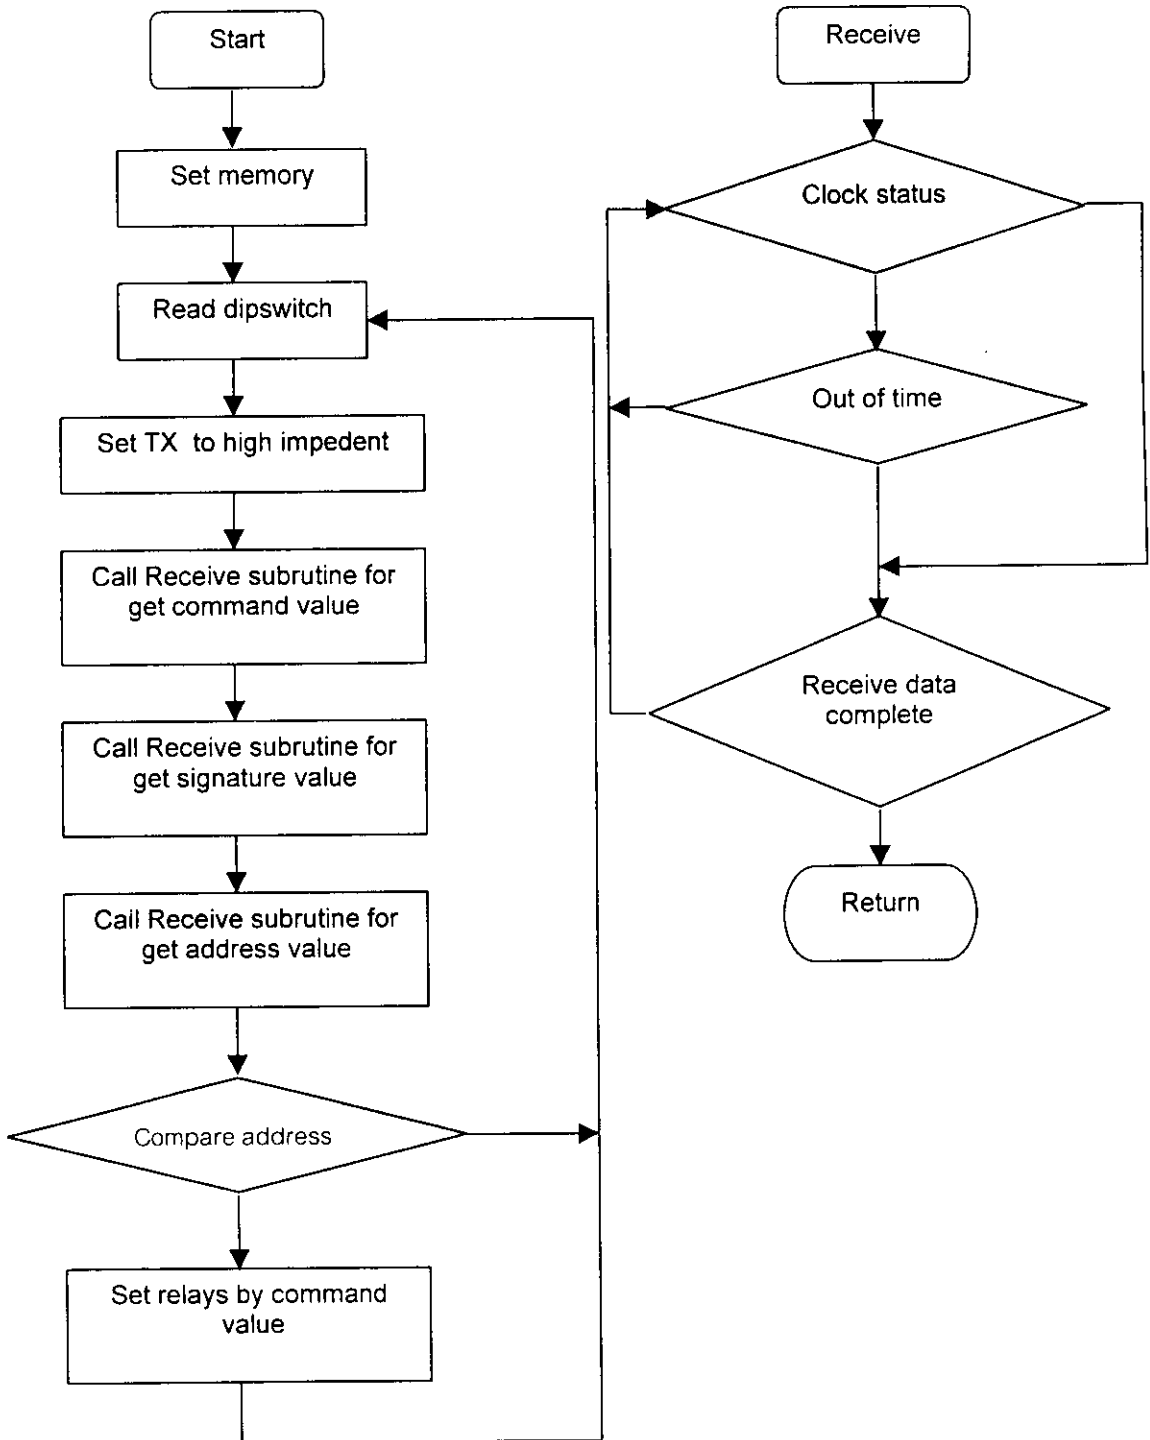 Start
Set memory
Read dipswitch
Set TX to high impedent
Call Receive subrutine for
get command value
Call Receive subrutine for
get signature value
Call Receive subrutine for
get address value
Compare address
Set relays by command
value
Receive
Clock status
Out of time
Receive data
complete
Return